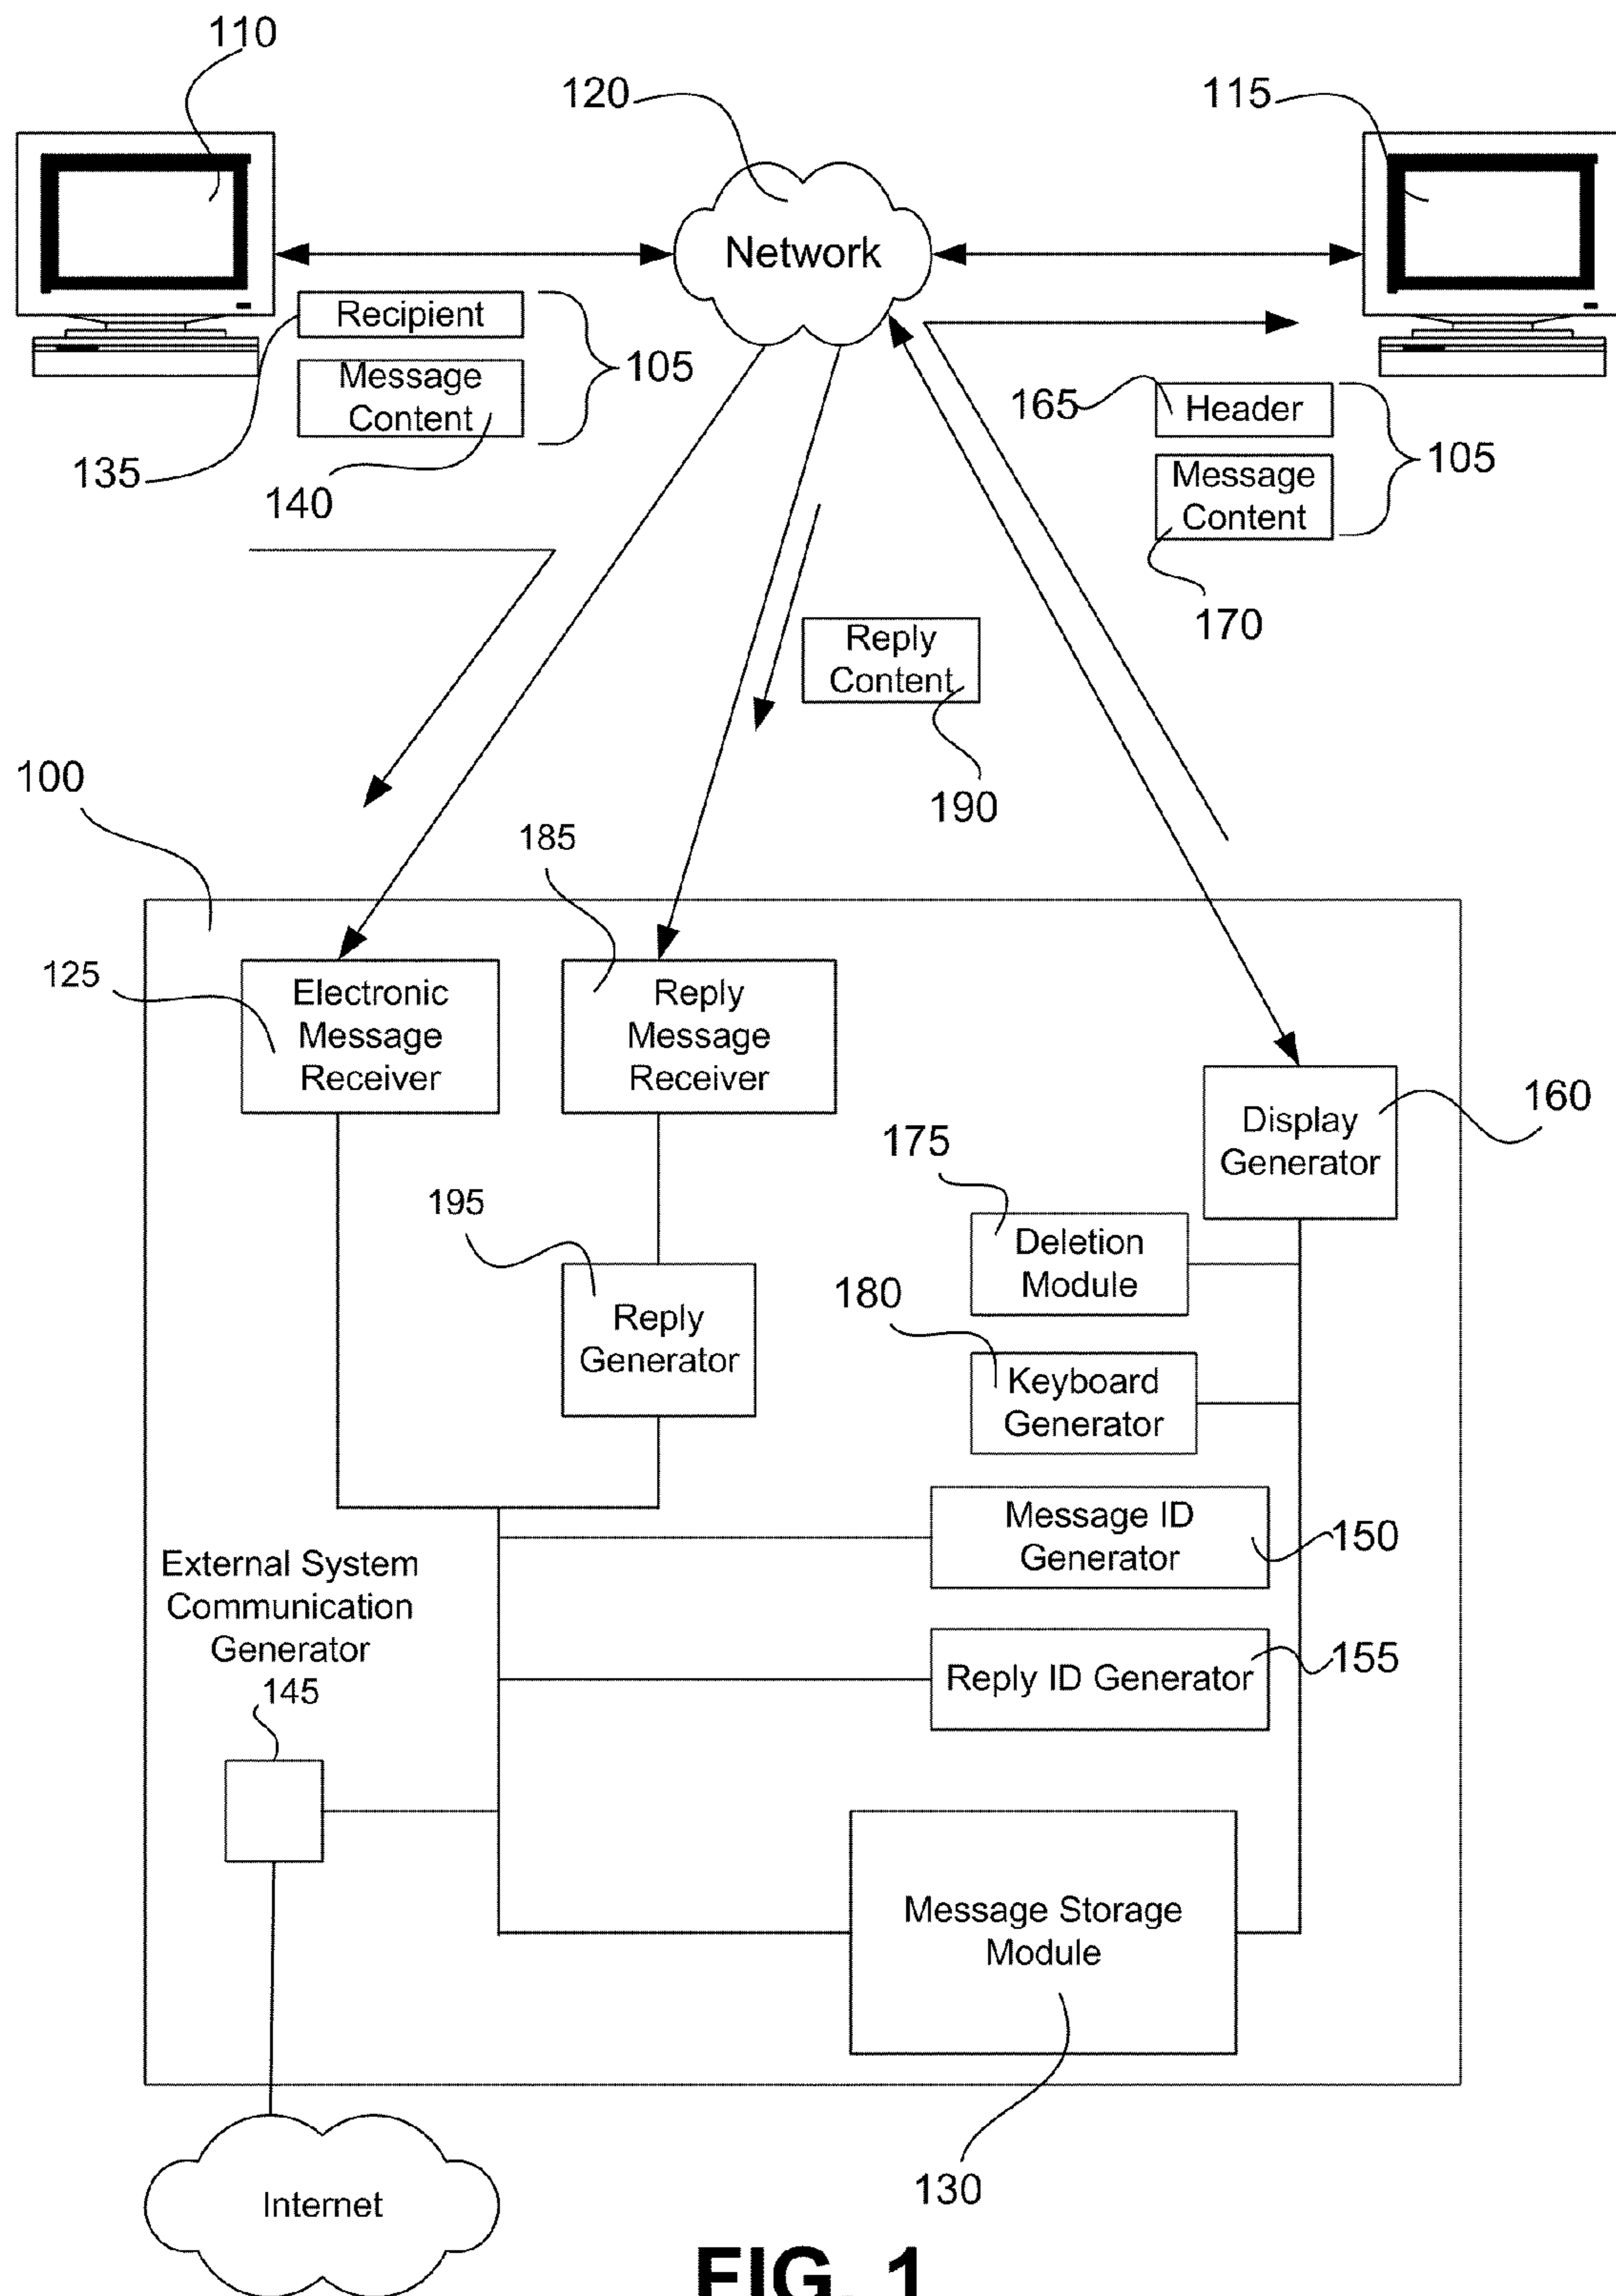 110
120
115
Network
Recipient
105
Message
Content
135
140
165
Header
105
Message
Content
170
Reply
Content
190
100
185
125
Electronic
Message
Receiver
Reply
Message
Receiver
160
Display
Generator
175
195
Deletion
Module
180
Reply
Generator
Keyboard
Generator
Message ID
Generator
150
External System
Communication
Generator
145
Reply ID Generator
155
Message Storage
Module
130
Internet
FIG. 1